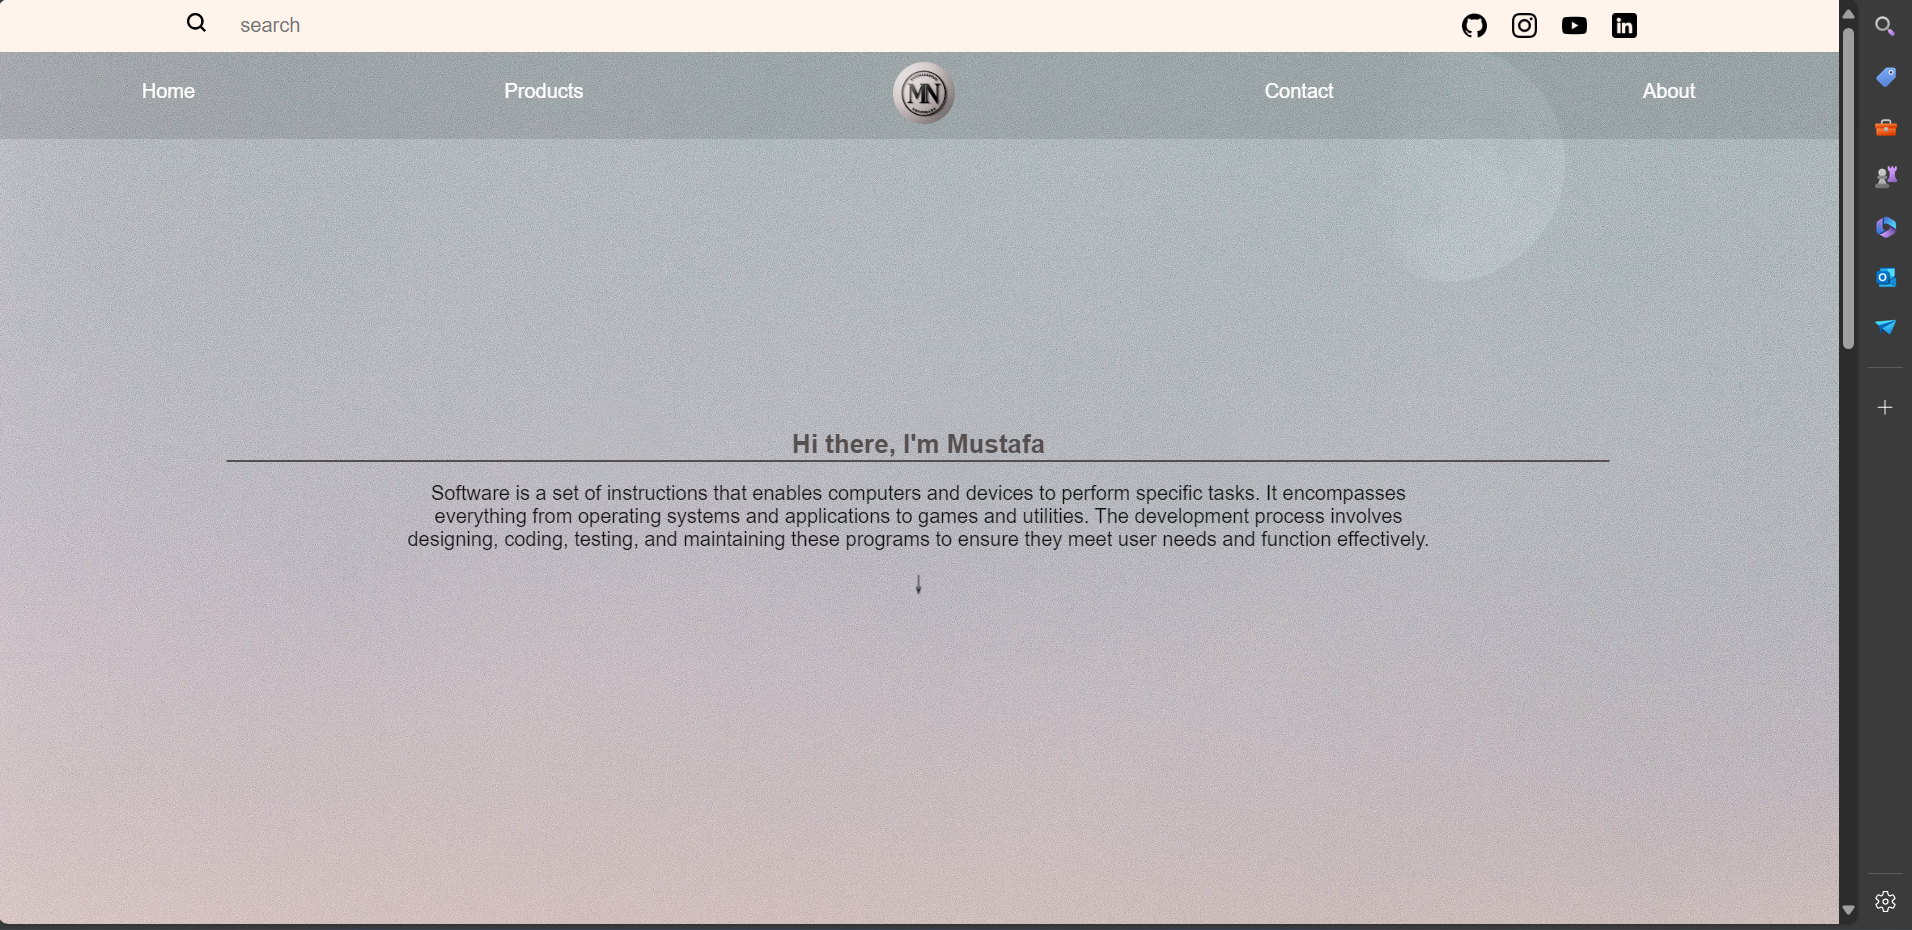 search
Home
Products
MN
Contact
About
Hi there, I'm Mustafa
Software is a set of instructions that enables computers and devices to perform specific tasks. It encompasses
everything from operating systems and applications to games and utilities. The development process involves
designing, coding, testing, and maintaining these programs to ensure they meet user needs and function effectively.